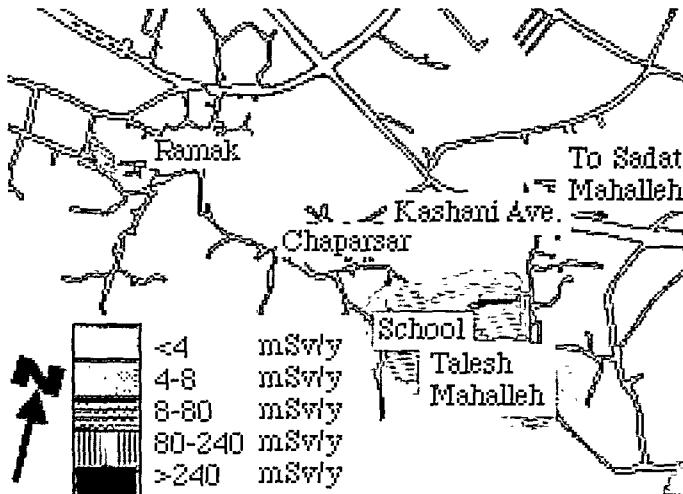 Ramak
To Sadat
Mahalleh
Kashani Ave.
Chaparsar
School
Talesh
Mahalleh
N
<4 mSv/y
4-8 mSv/y
8-80 mSv/y
80-240 mSv/y
>240 mSv/y